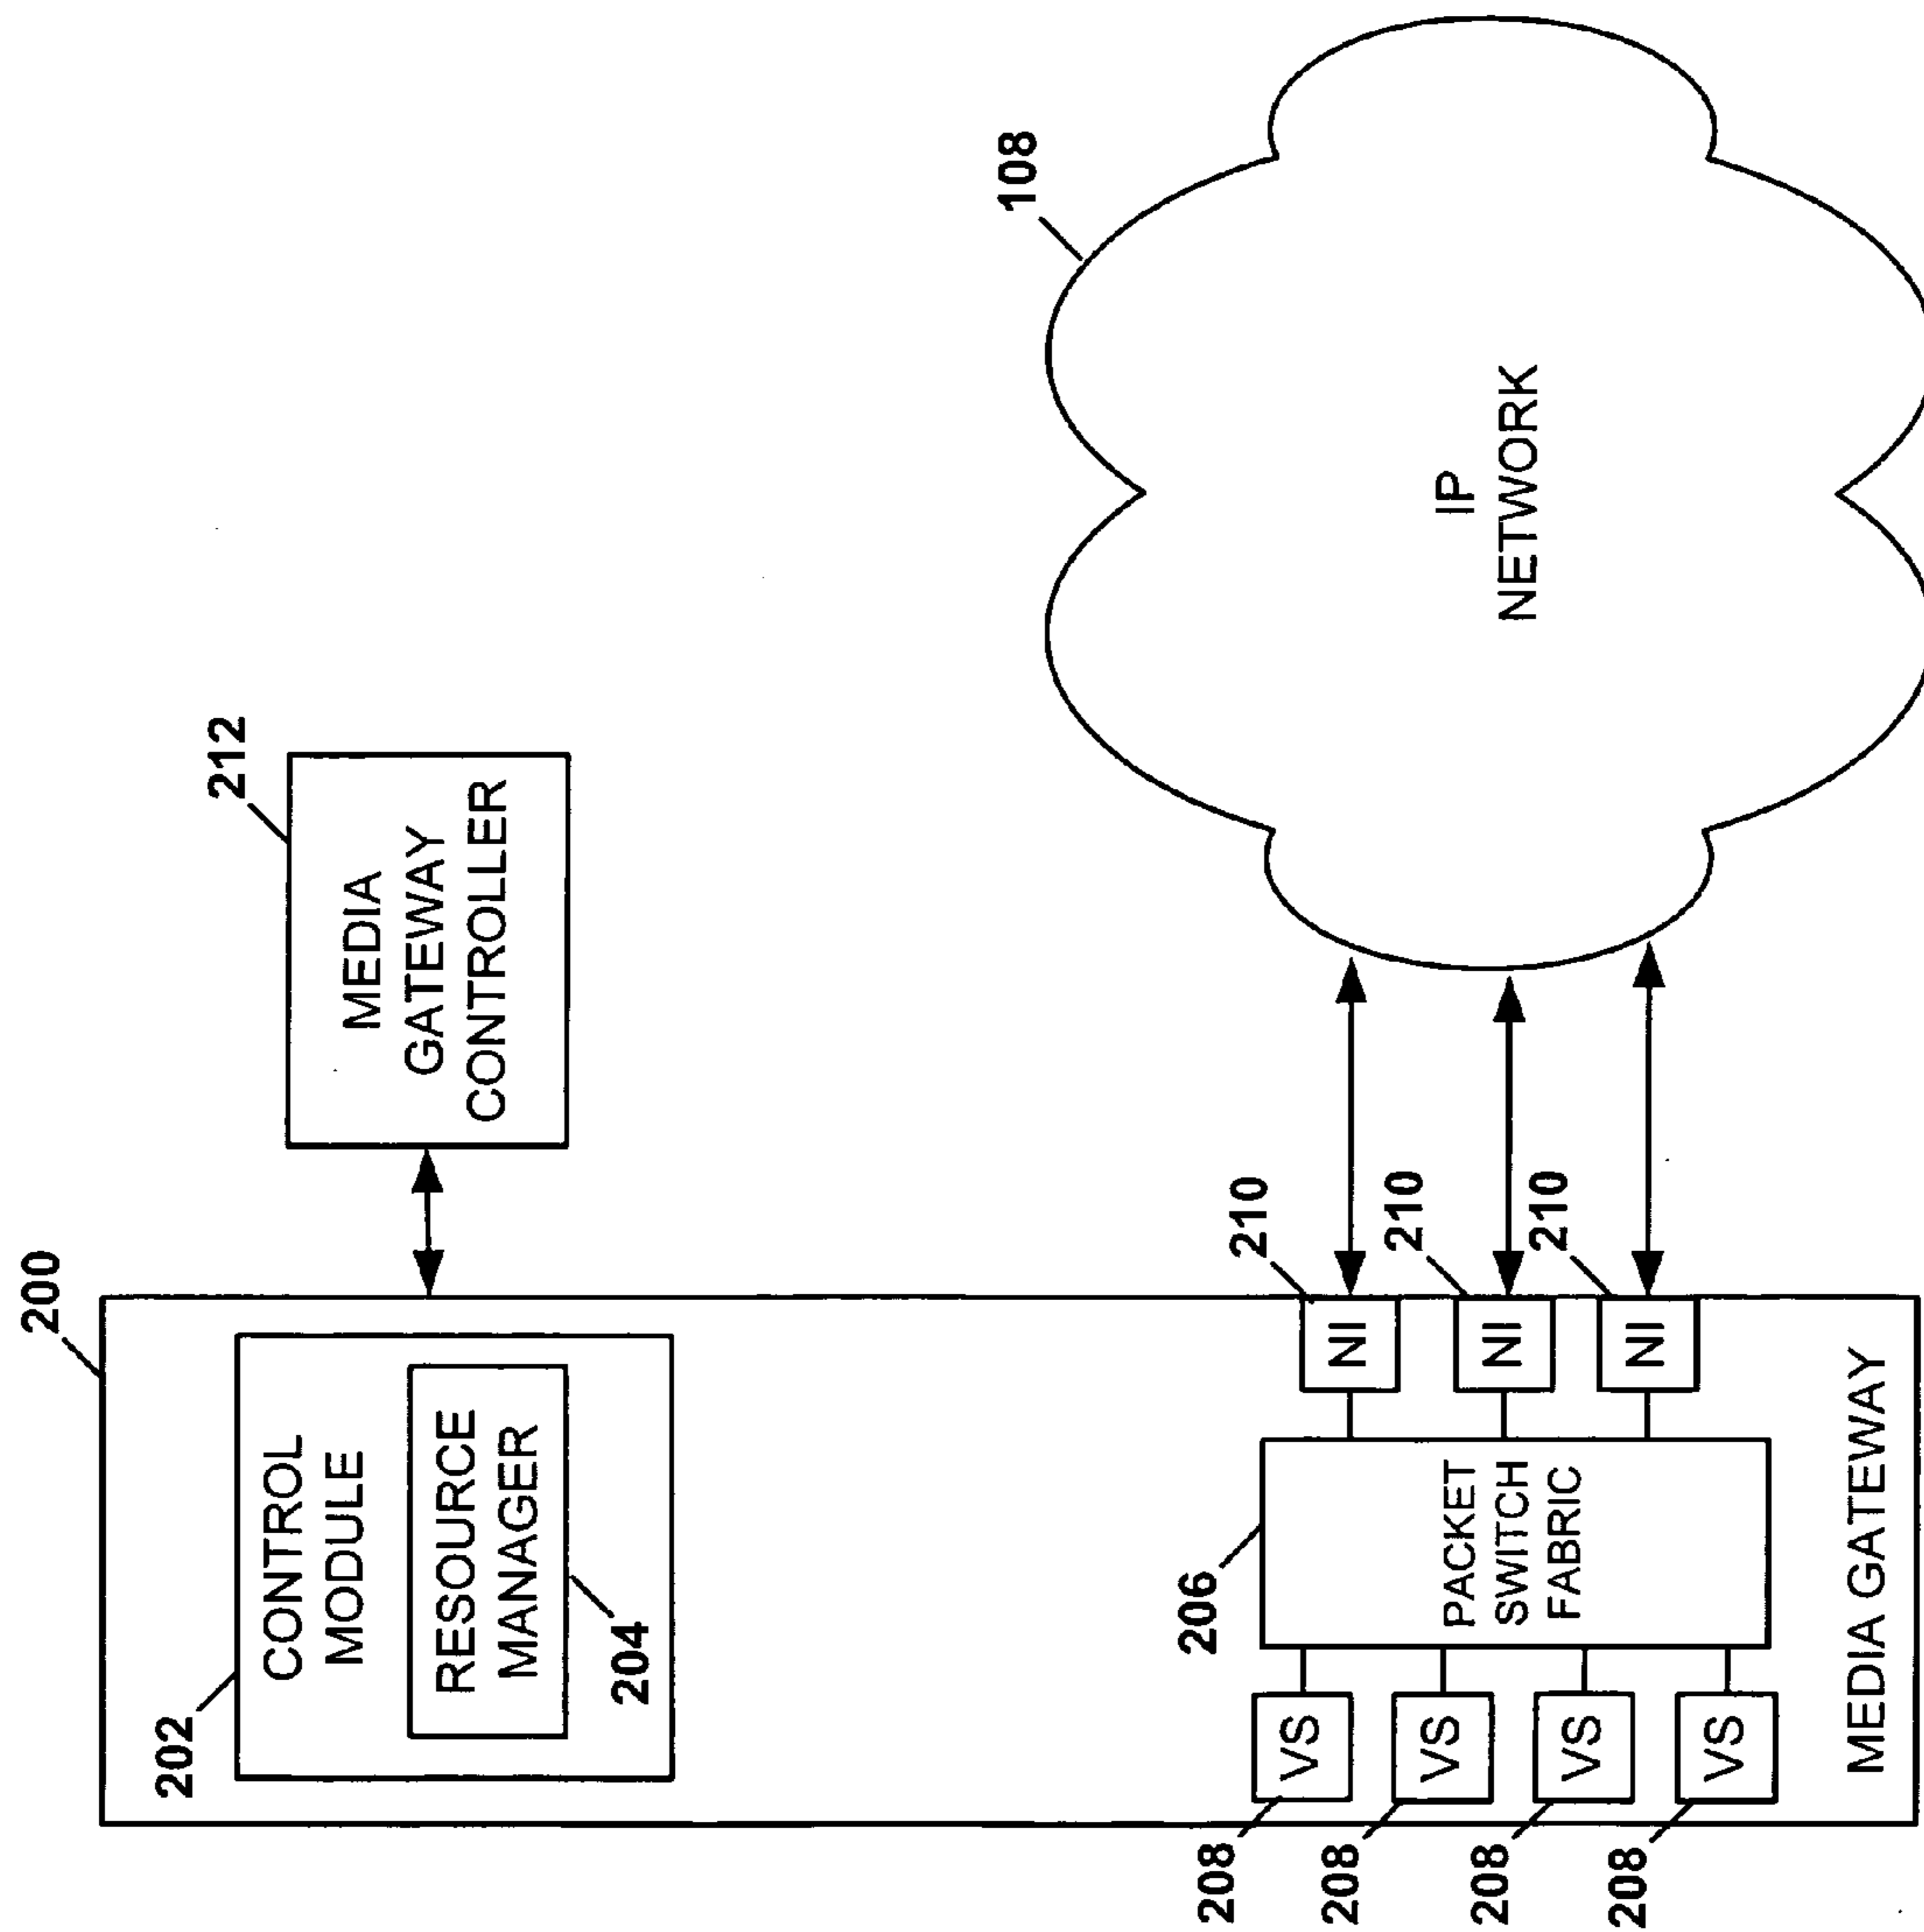 200
202
CONTROL
MODULE
RESOURCE
MANAGER
204
212
MEDIA
GATEWAY
CONTROLLER
108
IP
NETWORK
206
PACKET
SWITCH
FABRIC
208
VS
208
VS
208
VS
208
VS
210
NI
210
NI
210
NI
MEDIA GATEWAY